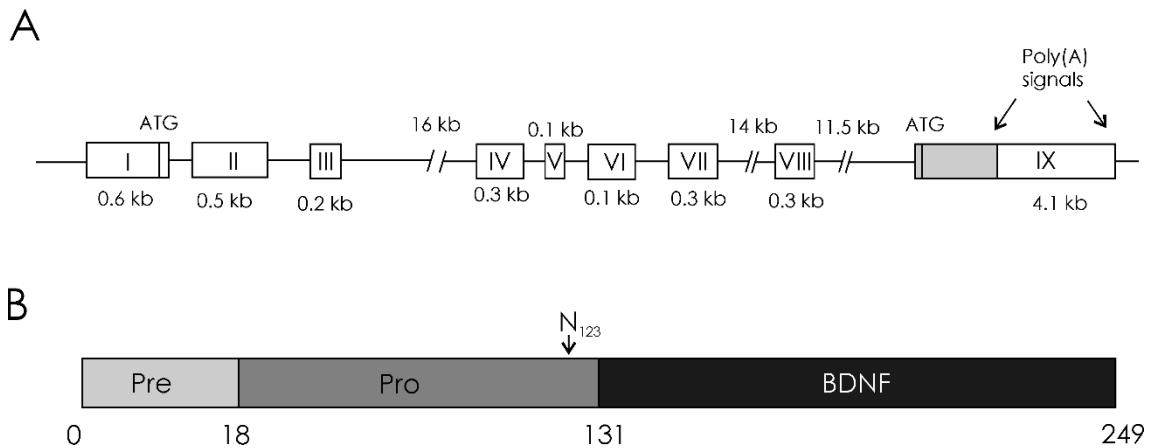 A
Poly(A)
signals
ATG
16 kb
0.1 kb
14 kb
11.5 kb
ATG
I
II
III
IV
V
VI
VII
VIII
IX
0.6 kb
0.5 kb
0.2 kb
0.3 kb
0.1 kb
0.3 kb
0.3 kb
4.1 kb
B
N123
Pre
Pro
BDNF
0
18
131
249